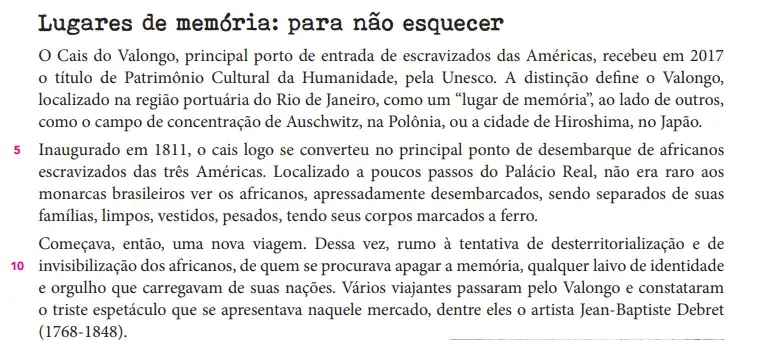 Lugares de memória: para não esquecer
O Cais do Valongo, principal porto de entrada de escravizados das Américas, recebeu em 2017
o título de Patrimônio Cultural da Humanidade, pela Unesco. A distinção define o Valongo,
localizado na região portuária do Rio de Janeiro, como um “lugar de memória”, ao lado de outros,
como o campo de concentração de Auschwitz, na Polônia, ou a cidade de Hiroshima, no Japão.
5 Inaugurado em 1811, o cais logo se converteu no principal ponto de desembarque de africanos
escravizados das três Américas. Localizado a poucos passos do Palácio Real, não era raro aos
monarcas brasileiros ver os africanos, apressadamente desembarcados, sendo separados de suas
famílias, limpos, vestidos, pesados, tendo seus corpos marcados a ferro.
Começava, então, uma nova viagem. Dessa vez, rumo à tentativa de desterritorialização e de
10 invisibilização dos africanos, de quem se procurava apagar a memória, qualquer laivo de identidade
e orgulho que carregavam de suas nações. Vários viajantes passaram pelo Valongo e constataram
o triste espetáculo que se apresentava naquele mercado, dentre eles o artista Jean-Baptiste Debret
(1768-1848).